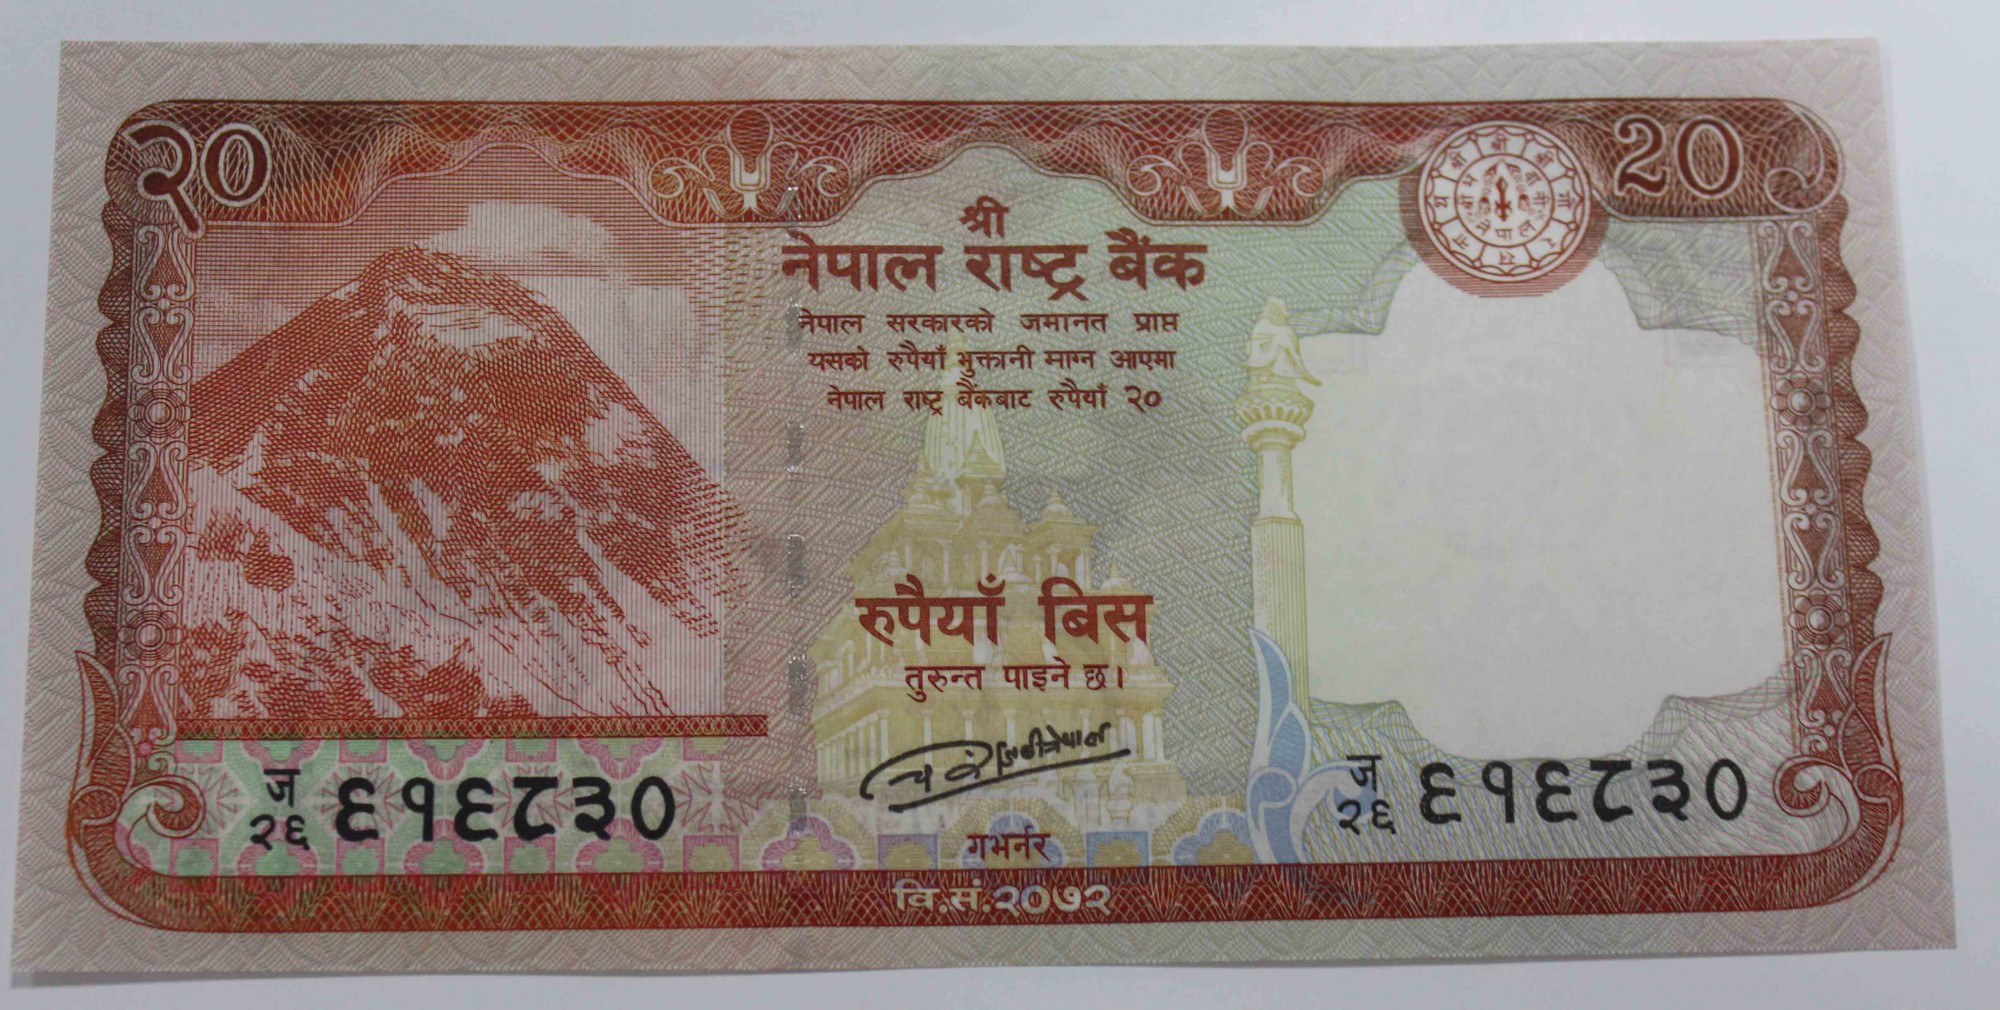 २० 20
श्री
नेपाल राष्ट्र बैंक
नेपाल सरकारको जमानत प्राप्त
यसको रुपैयाँ भुक्तानी माग्न आएमा
नेपाल राष्ट्र बैंकबाट रुपैयाँ २०
रुपैयाँ बिस
तुरुन्त पाइने छ।
ज २६ ६१६८३० ज २६ ६१६८३०
गभर्नर
वि.सं.२०७२